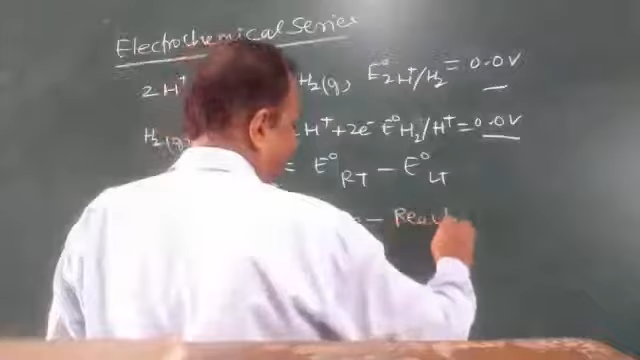 Electrochemical Series
2H⁺ H₂(g) E°2H⁺/H₂ = 0.0V
H₂(g) H⁺ + 2e⁻ E°H₂/H⁺ = 0.0V
= E°RT - E°LT
-